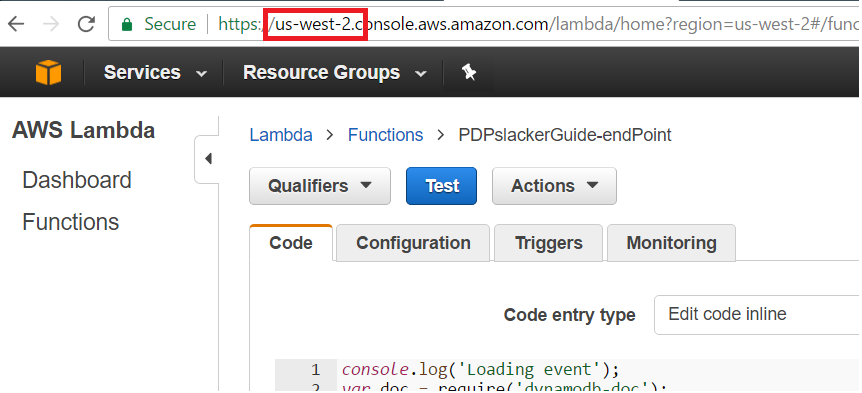 Secure https://us-west-2.console.aws.amazon.com/lambda/home?region=us-west-2#/func
Services Resource Groups
AWS Lambda
Dashboard
Functions
Lambda > Functions > PDPslackerGuide-endPoint
Qualifiers Test Actions
Code Configuration Triggers Monitoring
Code entry type Edit code inline
1 console.log('Loading event');
2 var doc = require('dynamodb-doc');